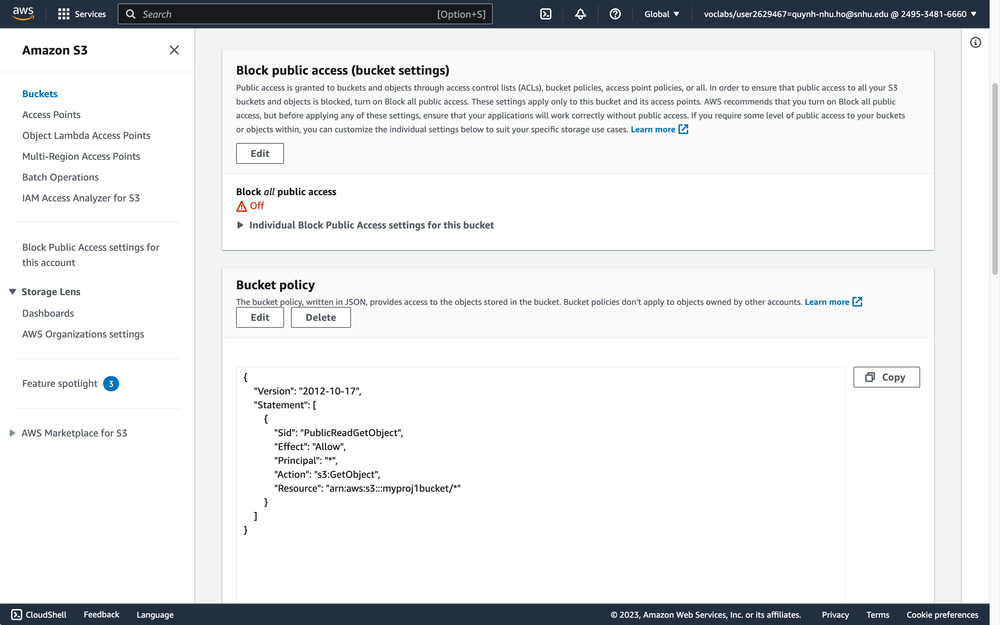 aws
Services
Search
[Option+S]
Global
voclabs/user2629467=quynh-nhu.ho@snhu.edu @ 2495-3481-6660
Amazon S3
Buckets
Access Points
Object Lambda Access Points
Multi-Region Access Points
Batch Operations
IAM Access Analyzer for S3
Block Public Access settings for
this account
Storage Lens
Dashboards
AWS Organizations settings
Feature spotlight 3
AWS Marketplace for S3
Block public access (bucket settings)
Public access is granted to buckets and objects through access control lists (ACLs), bucket policies, access point policies, or all. In order to ensure that public access to all your S3
buckets and objects is blocked, turn on Block all public access. These settings apply only to this bucket and its access points. AWS recommends that you turn on Block all public
access, but before applying any of these settings, ensure that your applications will work correctly without public access. If you require some level of public access to your buckets
or objects within, you can customize the individual settings below to suit your specific storage use cases. Learn more
Edit
Block all public access
Off
Individual Block Public Access settings for this bucket
Bucket policy
The bucket policy, written in JSON, provides access to the objects stored in the bucket. Bucket policies don't apply to objects owned by other accounts. Learn more
Edit
Delete
Copy
{
"Version": "2012-10-17",
"Statement": [
{
"Sid": "PublicReadGetObject",
"Effect": "Allow",
"Principal": "*",
"Action": "s3:GetObject",
"Resource": "arn:aws:s3:::myproj1bucket/*"
}
]
}
CloudShell
Feedback
Language
© 2023, Amazon Web Services, Inc. or its affiliates.
Privacy
Terms
Cookie preferences